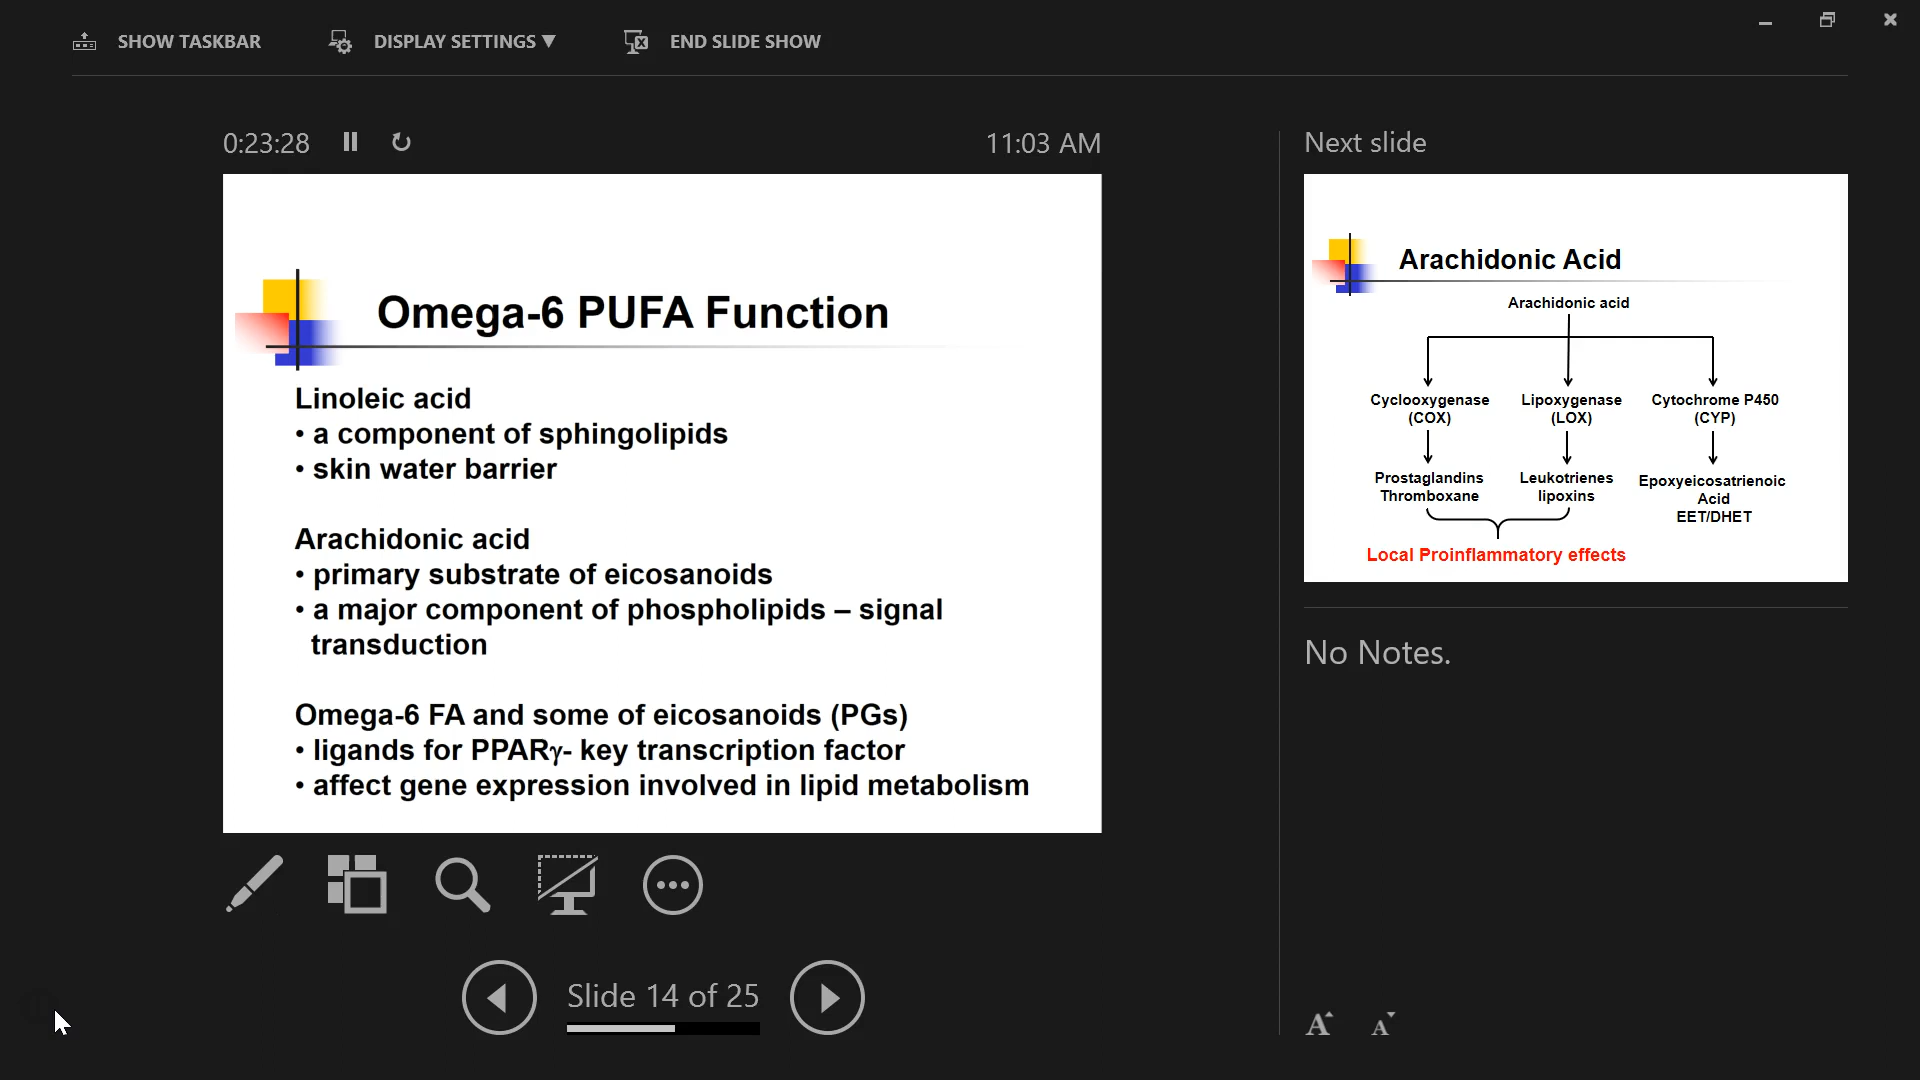 SHOW TASKBAR
DISPLAY SETTINGS ▼
END SLIDE SHOW
0:23:28
11:03 AM
Omega-6 PUFA Function
Linoleic acid
• a component of sphingolipids
• skin water barrier
Arachidonic acid
• primary substrate of eicosanoids
• a major component of phospholipids – signal
transduction
Omega-6 FA and some of eicosanoids (PGs)
• ligands for PPARγ- key transcription factor
• affect gene expression involved in lipid metabolism
Slide 14 of 25
Next slide
Arachidonic Acid
Arachidonic acid
Cyclooxygenase
(COX)
Lipoxygenase
(LOX)
Cytochrome P450
(CYP)
Prostaglandins
Thromboxane
Leukotrienes
lipoxins
Epoxyeicosatrienoic
Acid
EET/DHET
Local Proinflammatory effects
No Notes.
A
A